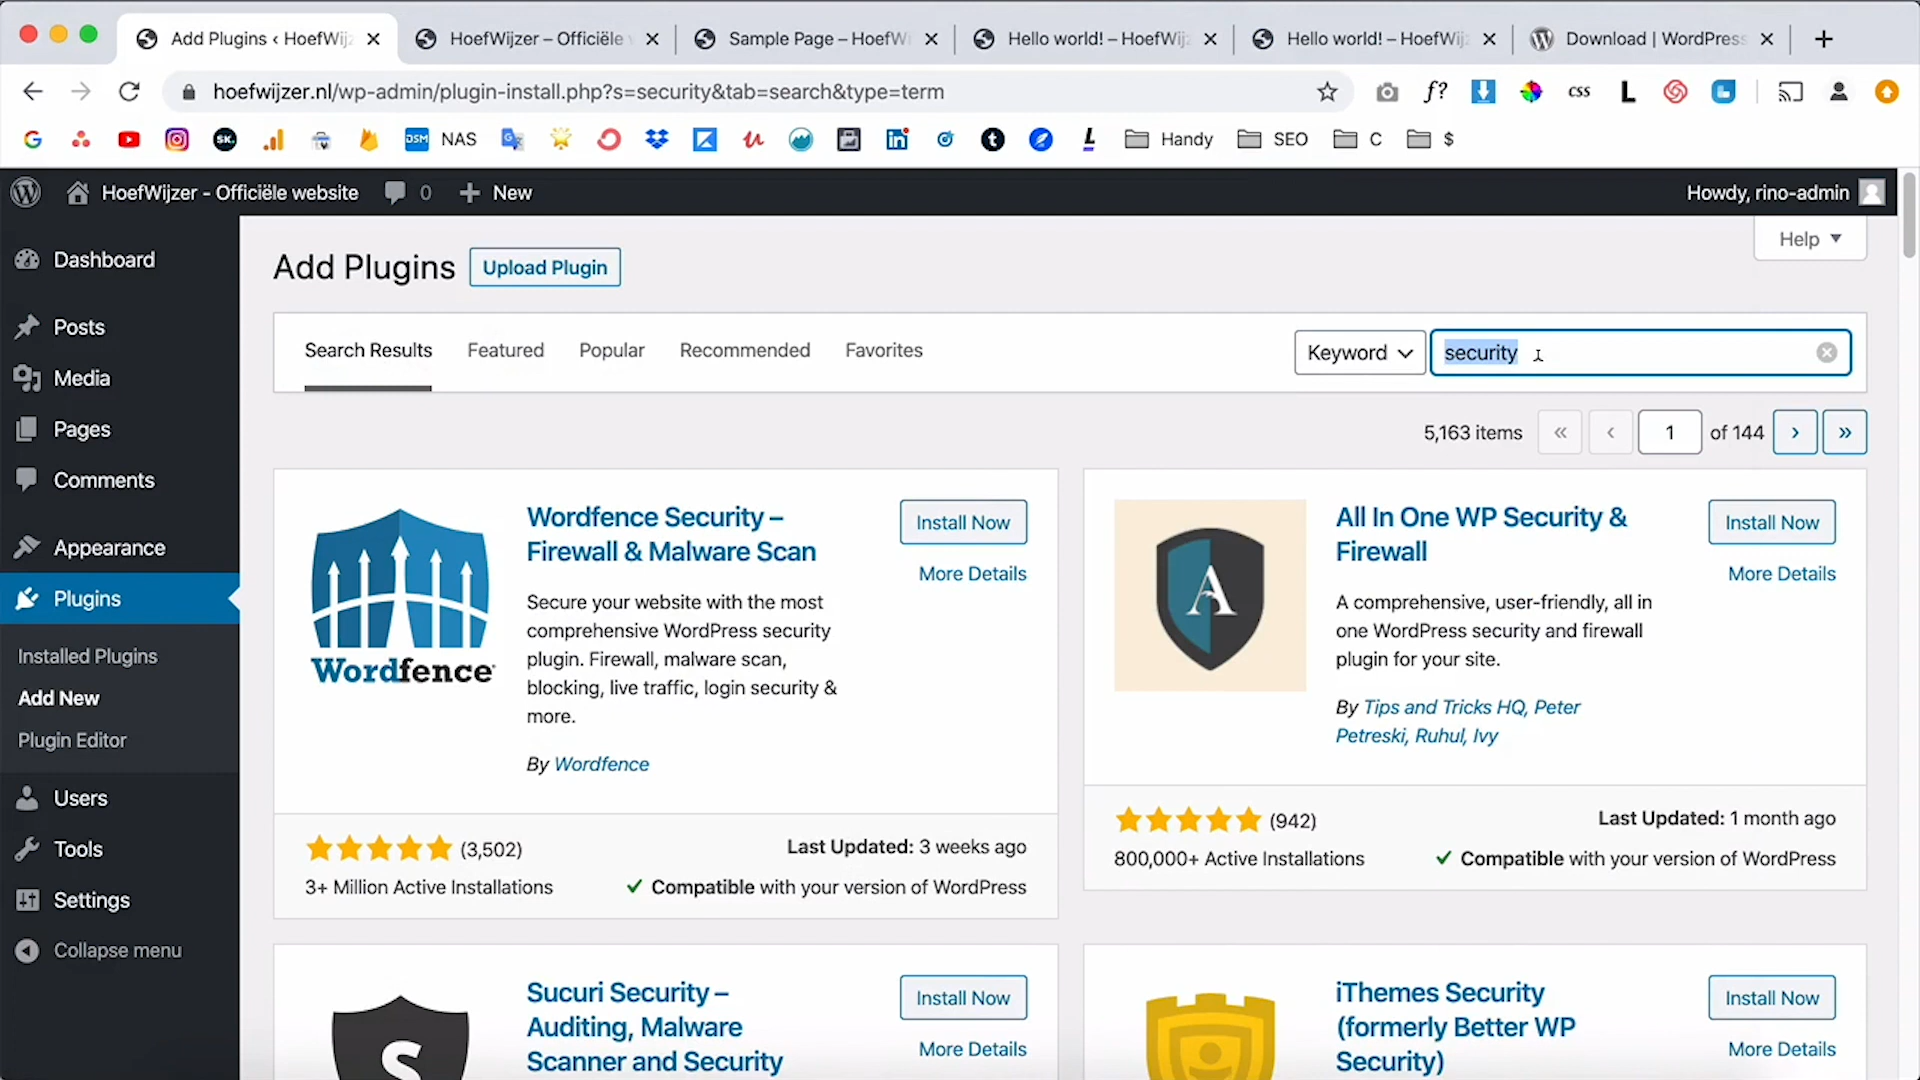 Add Plugins ‹ HoefWijz
HoefWijzer – Officiële
Sample Page – HoefW
Hello world! – HoefWijz
Hello world! – HoefWijz
Download | WordPress
hoefwijzer.nl/wp-admin/plugin-install.php?s=security&tab=search&type=term
f?
css
L
SK.
DSM
NAS
Handy
SEO
C
$
HoefWijzer - Officiële website
0
New
Howdy, rino-admin
Dashboard
Posts
Media
Pages
Comments
Appearance
Plugins
Installed Plugins
Add New
Plugin Editor
Users
Tools
Settings
Collapse menu
Help
Add Plugins
Upload Plugin
Search Results
Featured
Popular
Recommended
Favorites
Keyword
security
5,163 items
«
‹
1
of 144
›
»
Wordfence
Wordfence Security –
Firewall & Malware Scan
Install Now
More Details
Secure your website with the most
comprehensive WordPress security
plugin. Firewall, malware scan,
blocking, live traffic, login security &
more.
By Wordfence
(3,502)
Last Updated: 3 weeks ago
3+ Million Active Installations
Compatible with your version of WordPress
A
All In One WP Security &
Firewall
Install Now
More Details
A comprehensive, user-friendly, all in
one WordPress security and firewall
plugin for your site.
By Tips and Tricks HQ, Peter
Petreski, Ruhul, Ivy
(942)
Last Updated: 1 month ago
800,000+ Active Installations
Compatible with your version of WordPress
S
Sucuri Security –
Auditing, Malware
Scanner and Security
Install Now
More Details
iThemes Security
(formerly Better WP
Security)
Install Now
More Details